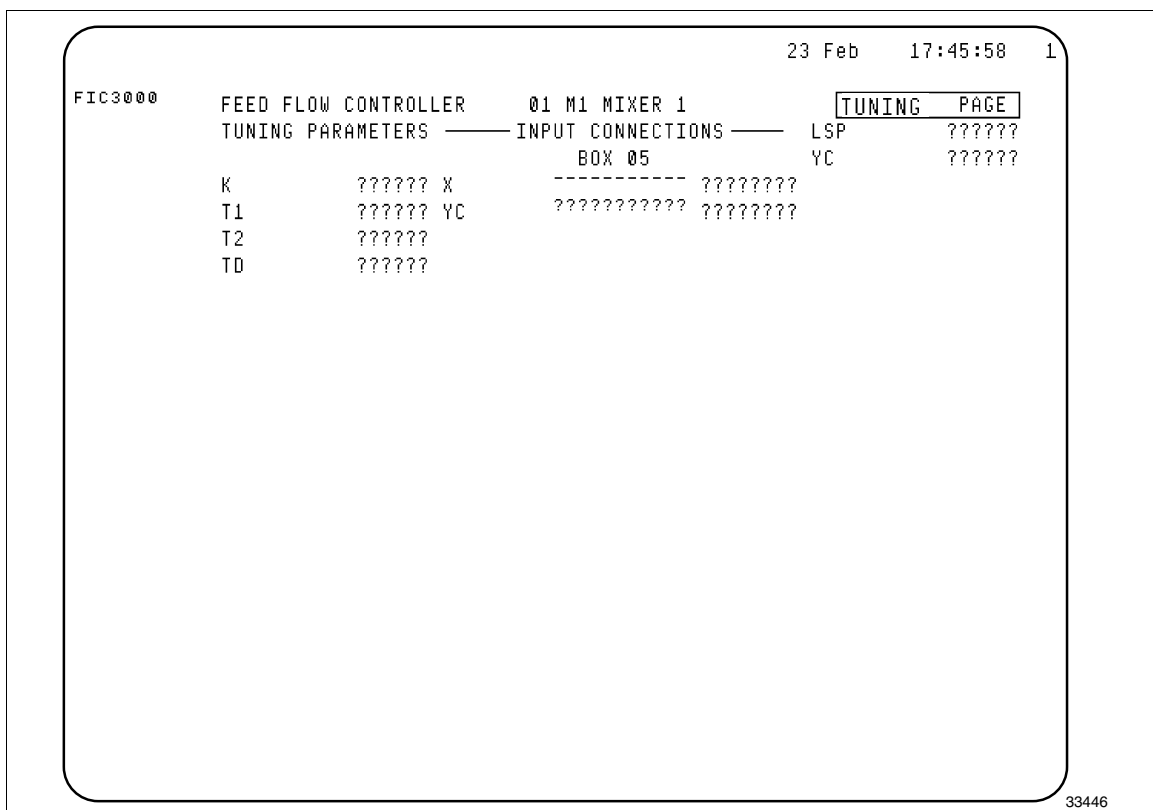 23 Feb 17:45:58 1
FIC3000 FEED FLOW CONTROLLER 01 M1 MIXER 1 TUNING PAGE
TUNING PARAMETERS INPUT CONNECTIONS LSP ??????
BOX 05 YC ??????
K ?????? X ----------- ????????
T1 ?????? YC ??????????? ????????
T2 ??????
TD ??????
33446